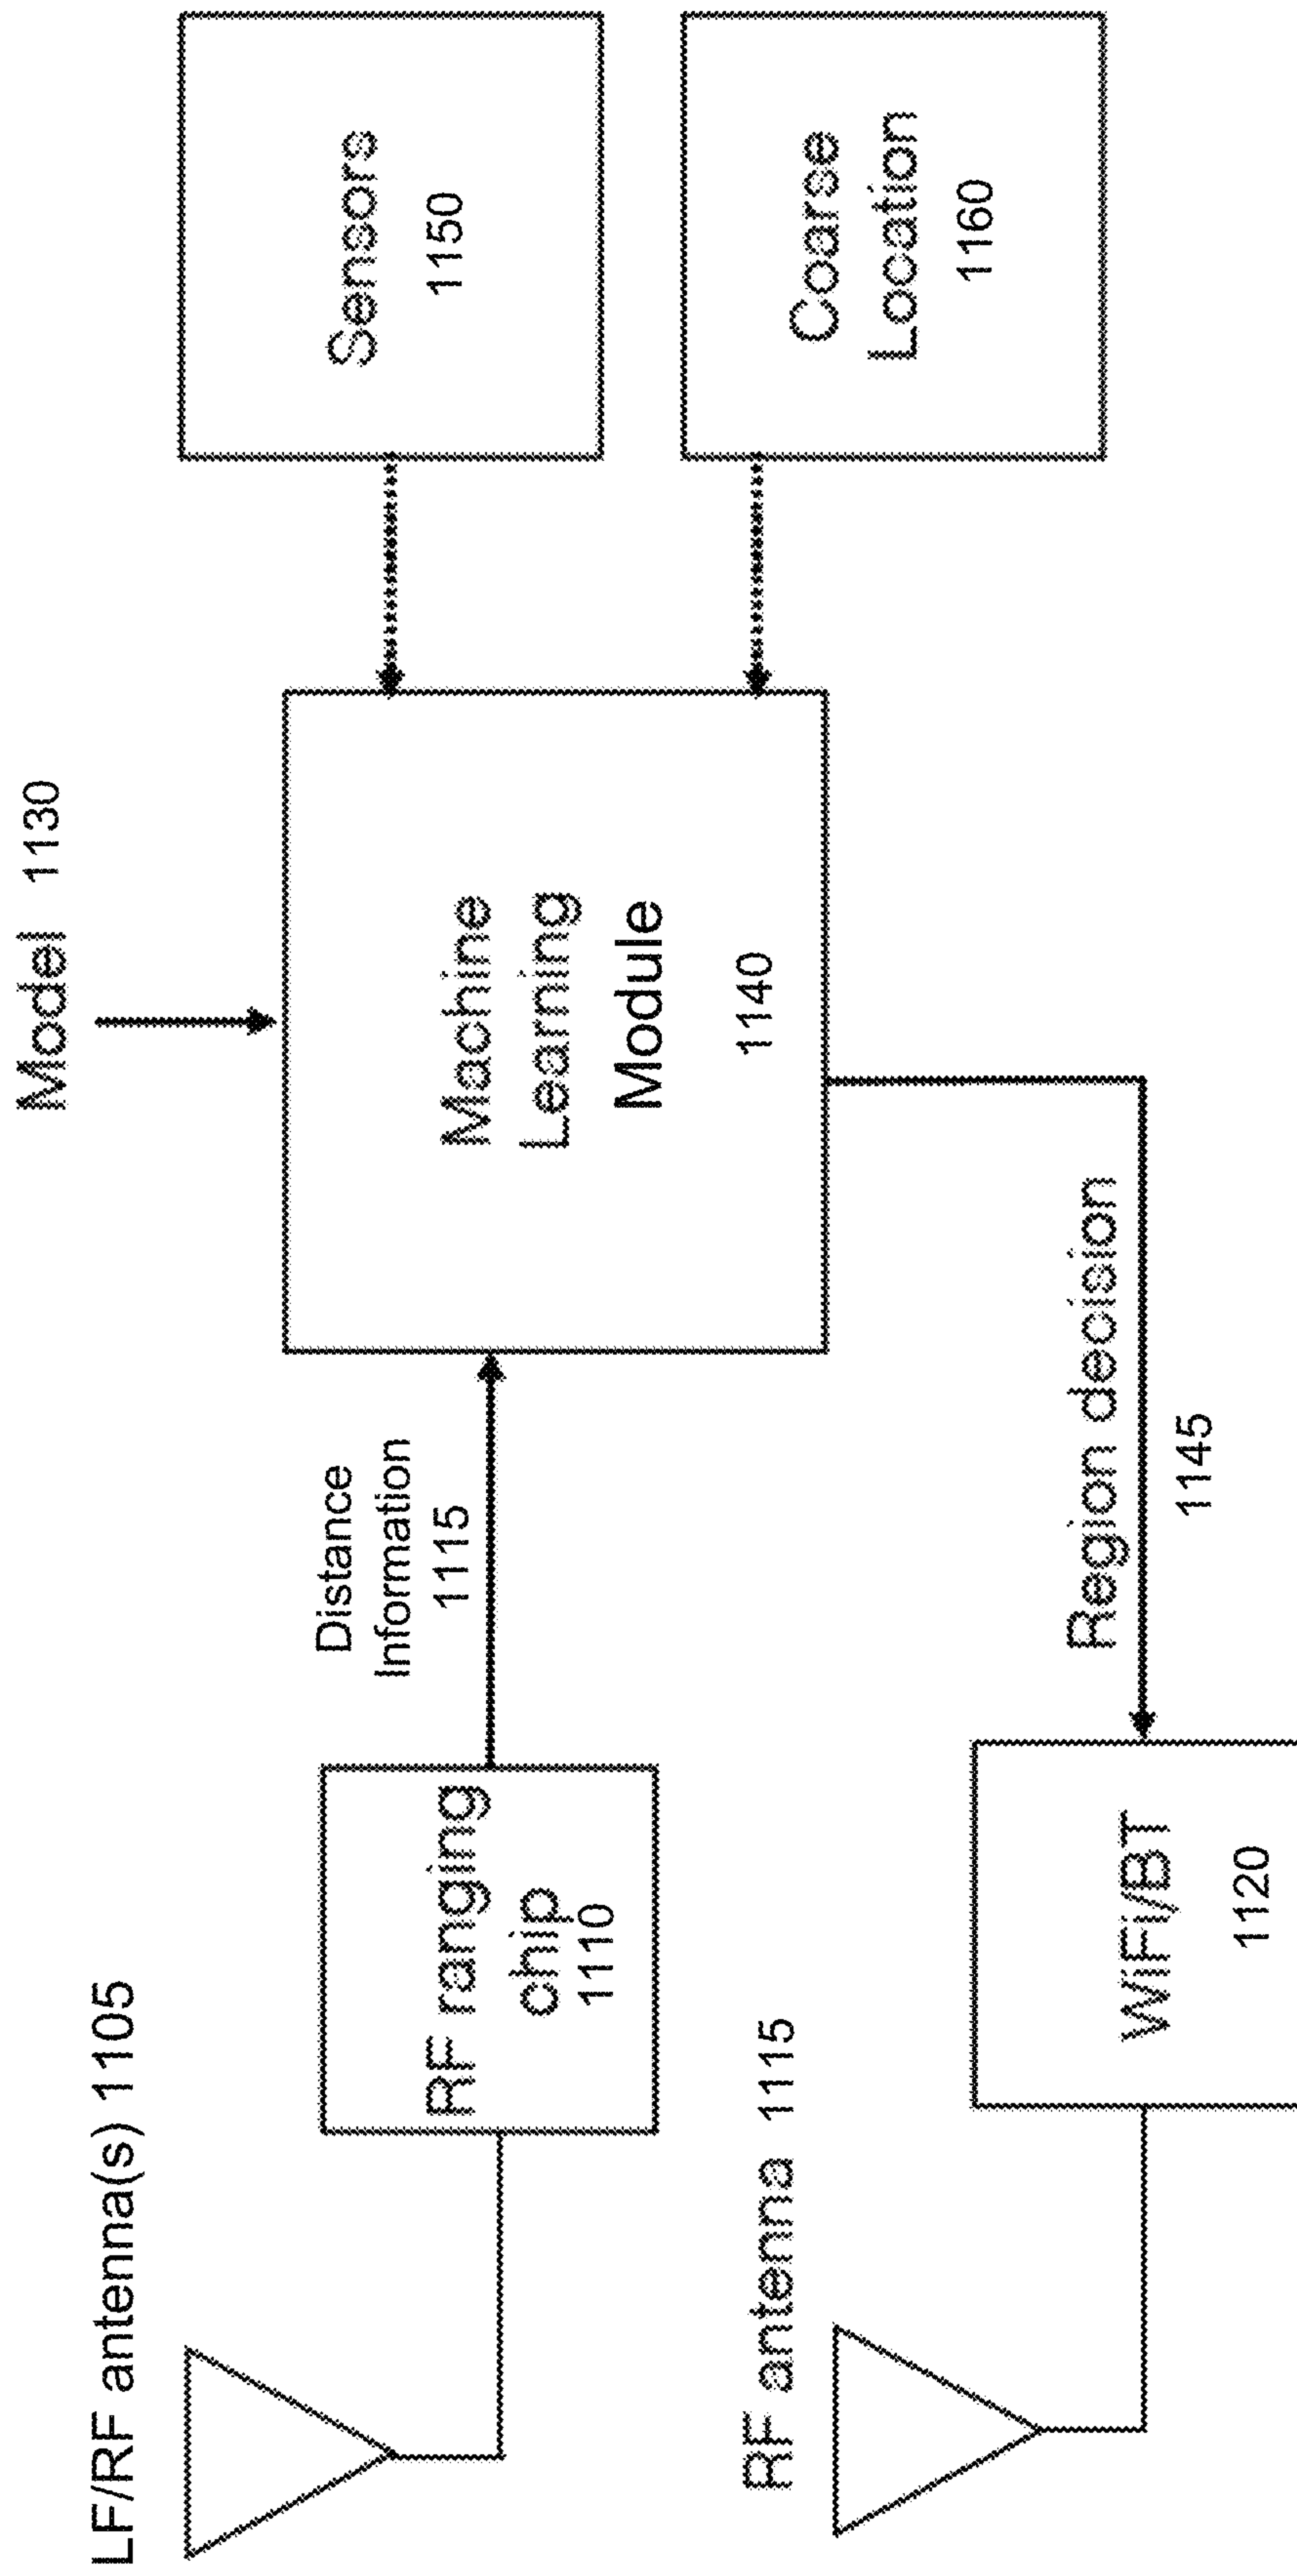 LF/RF antenna(s) 1105
RF ranging
chip
1110
Distance
Information
1115
Model 1130
Machine
Learning
Module
1140
Sensors
1150
Coarse
Location
1160
RF antenna 1115
WiFi/BT
1120
Region decision
1145